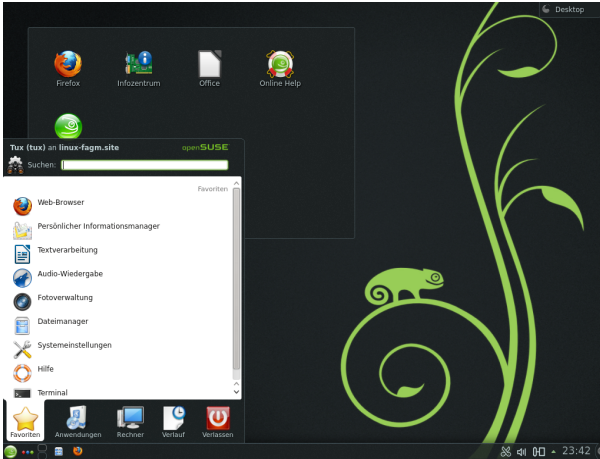 Desktop
Firefox
Infozentrum
Office
Online Help
Tux (tux) an linux-fagm.site
openSUSE
Suchen:
Favoriten
Web-Browser
Persönlicher Informationsmanager
Textverarbeitung
Audio-Wiedergabe
Fotoverwaltung
Dateimanager
Systemeinstellungen
Hilfe
Terminal
Favoriten
Anwendungen
Rechner
Verlauf
Verlassen
23:42